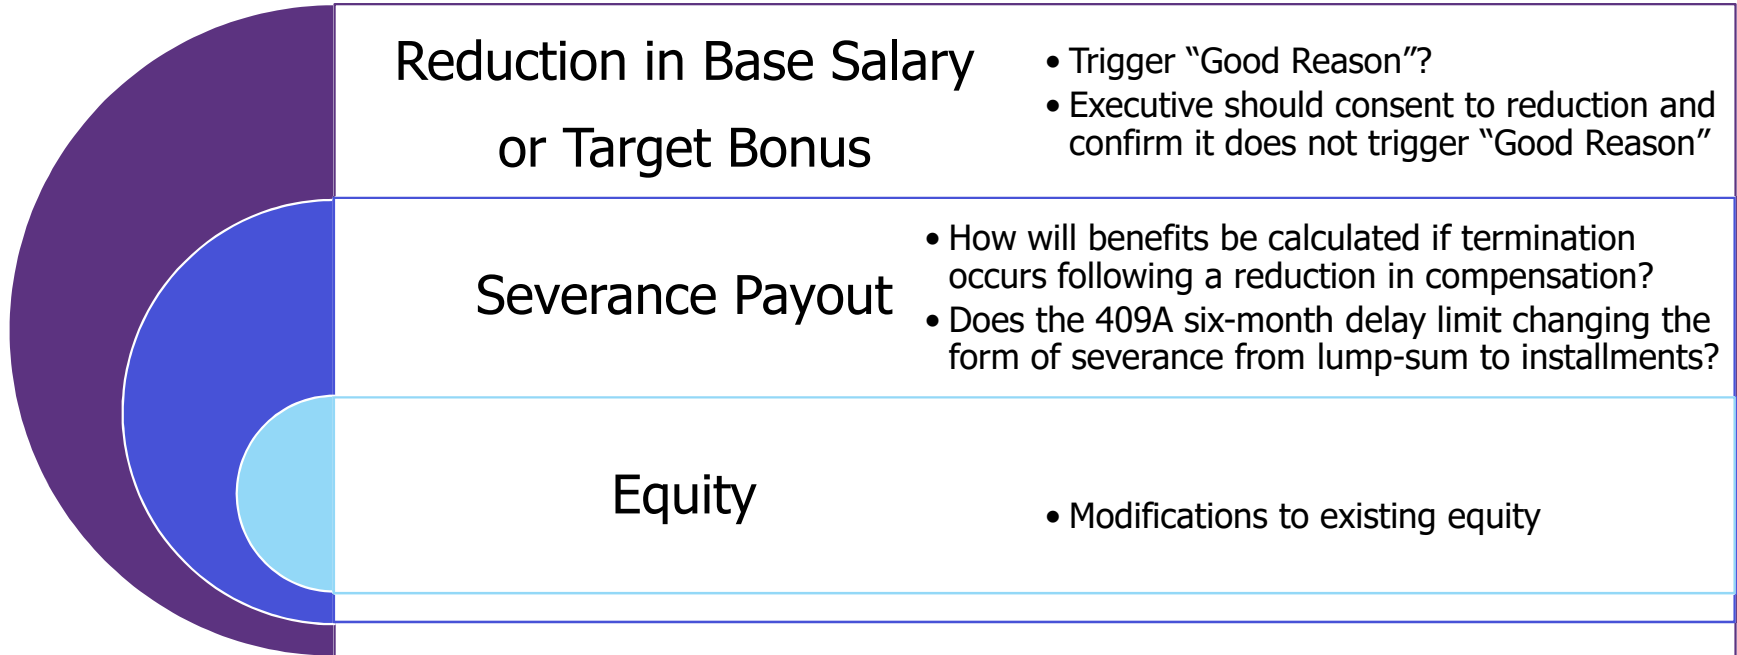 Reduction in Base Salary
or Target Bonus
• Trigger “Good Reason”?
• Executive should consent to reduction and
confirm it does not trigger “Good Reason”
Severance Payout
• How will benefits be calculated if termination
occurs following a reduction in compensation?
• Does the 409A six-month delay limit changing the
form of severance from lump-sum to installments?
Equity
• Modifications to existing equity